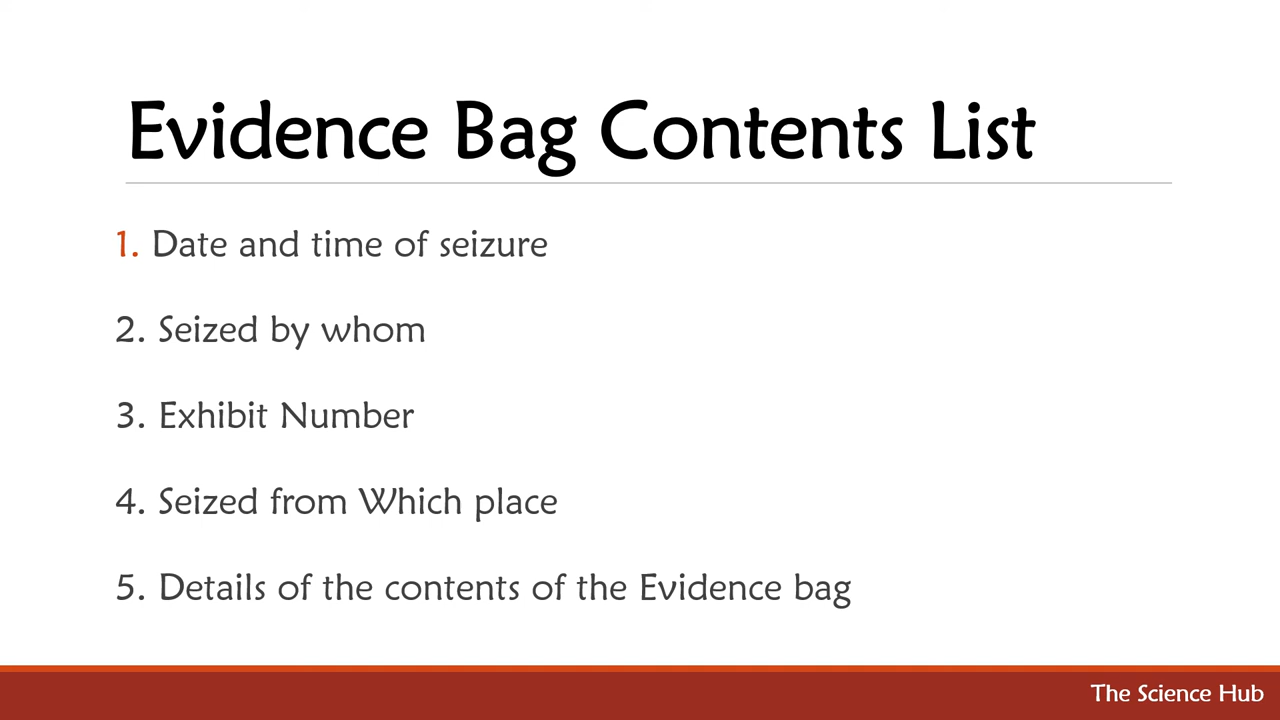 Evidence Bag Contents List
1. Date and time of seizure
2. Seized by whom
3. Exhibit Number
4. Seized from Which place
5. Details of the contents of the Evidence bag
The Science Hub